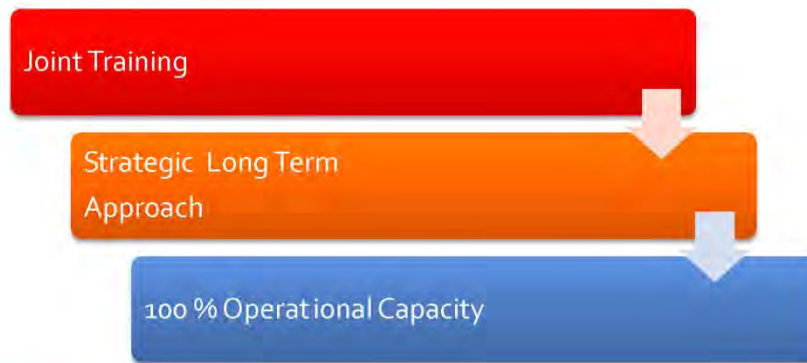 Joint Training
Strategic Long Term
Approach
100 % Operational Capacity